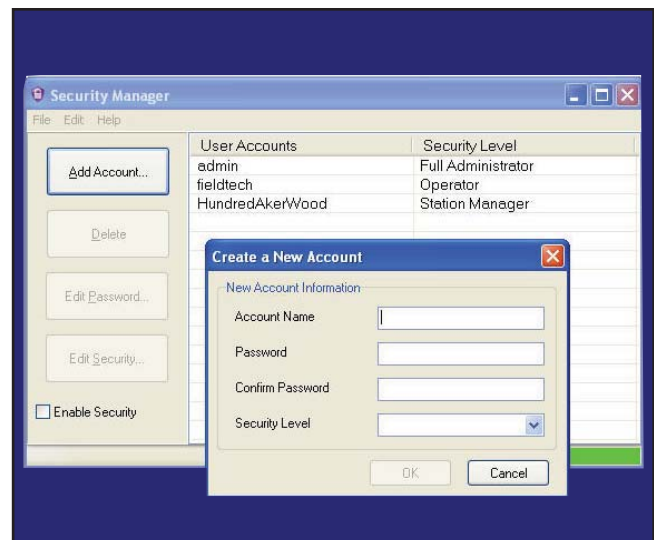 Security Manager
File Edit Help
User Accounts Security Level
admin Full Administrator
fieldtech Operator
HundredAkerWood Station Manager
Add Account...
Delete
Edit Password...
Edit Security...
Enable Security
Create a New Account
New Account Information
Account Name
Password
Confirm Password
Security Level
OK Cancel